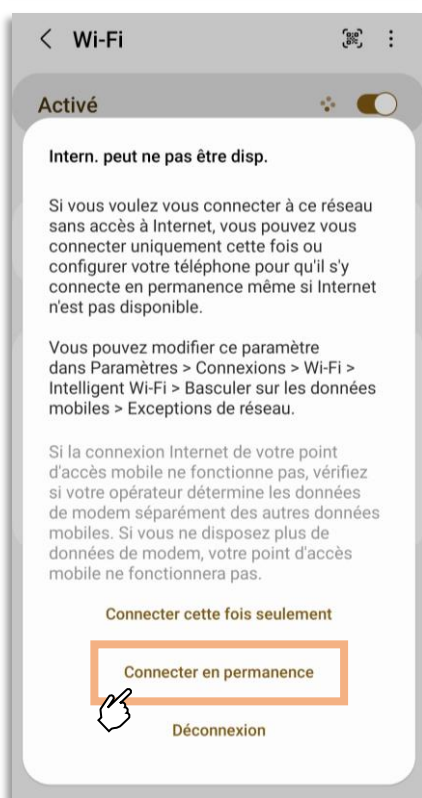 Wi-Fi
Activé
Intern. peut ne pas être disp.
Si vous voulez vous connecter à ce réseau
sans accès à Internet, vous pouvez vous
connecter uniquement cette fois ou
configurer votre téléphone pour qu'il s'y
connecte en permanence même si Internet
n'est pas disponible.
Vous pouvez modifier ce paramètre
dans Paramètres > Connexions > Wi-Fi >
Intelligent Wi-Fi > Basculer sur les données
mobiles > Exceptions de réseau.
Si la connexion Internet de votre point
d'accès mobile ne fonctionne pas, vérifiez
si votre opérateur détermine les données
de modem séparément des autres données
mobiles. Si vous ne disposez plus de
données de modem, votre point d'accès
mobile ne fonctionnera pas.
Connecter cette fois seulement
Connecter en permanence
Déconnexion